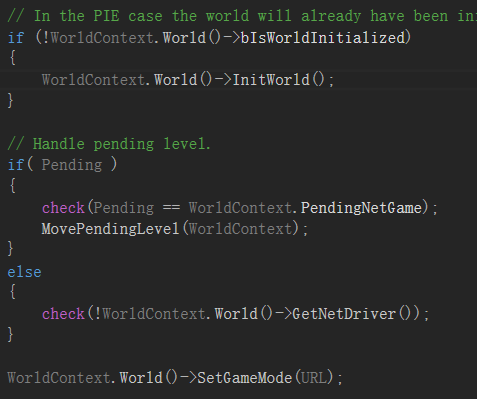 // In the PIE case the world will already have been in
if (!WorldContext.World()->bIsWorldInitialized)
{
    WorldContext.World()->InitWorld();
}

// Handle pending level.
if( Pending )
{
    check(Pending == WorldContext.PendingNetGame);
    MovePendingLevel(WorldContext);
}
else
{
    check(!WorldContext.World()->GetNetDriver());
}

WorldContext.World()->SetGameMode(URL);